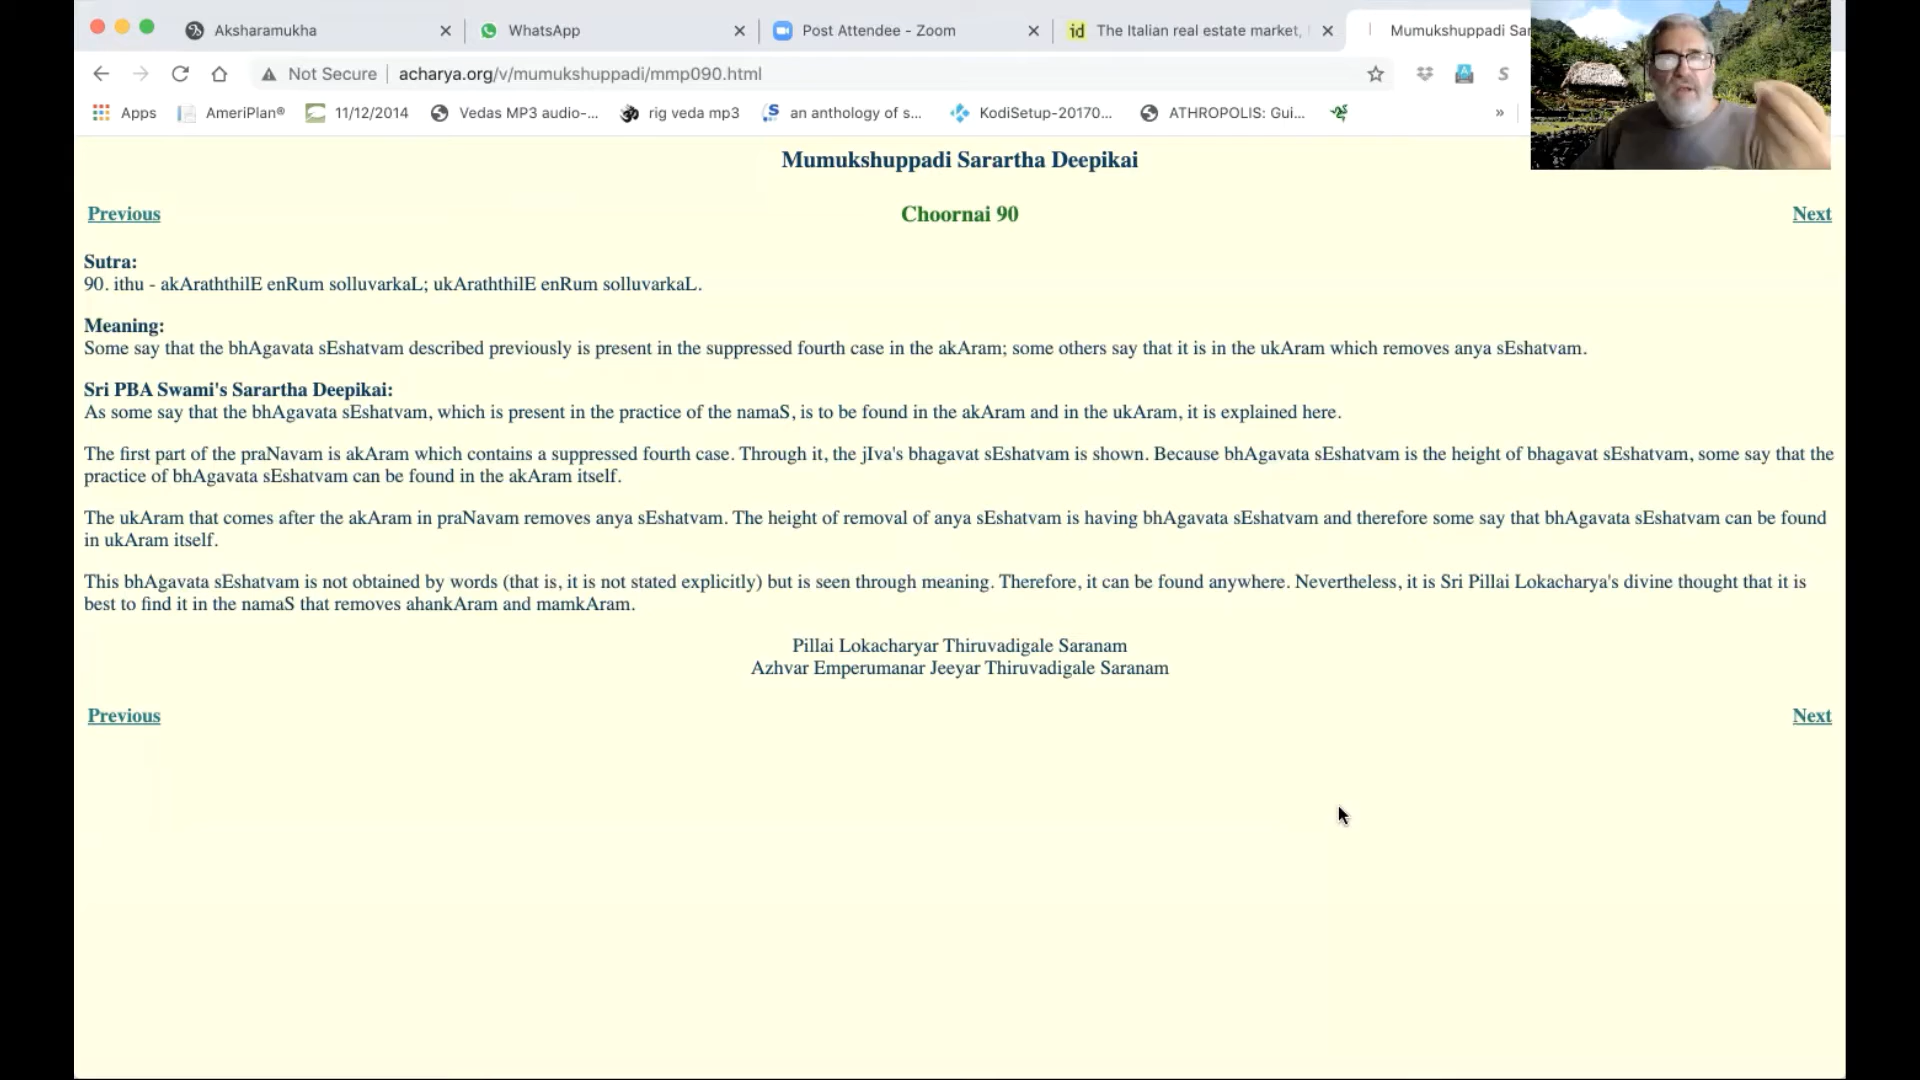 Aksharamukha
WhatsApp
Post Attendee - Zoom
id The Italian real estate market,
Mumukshuppadi Sar
Not Secure acharya.org/v/mumukshuppadi/mmp090.html
S
Apps AmeriPlan® 11/12/2014 Vedas MP3 audio-... rig veda mp3 an anthology of s... KodiSetup-20170... ATHROPOLIS: Gui... »
Mumukshuppadi Sarartha Deepikai
Previous Choornai 90 Next
Sutra:
90. ithu - akAraththilE enRum solluvarkaL; ukAraththilE enRum solluvarkaL.
Meaning:
Some say that the bhAgavata sEshatvam described previously is present in the suppressed fourth case in the akAram; some others say that it is in the ukAram which removes anya sEshatvam.
Sri PBA Swami's Sarartha Deepikai:
As some say that the bhAgavata sEshatvam, which is present in the practice of the namaS, is to be found in the akAram and in the ukAram, it is explained here.
The first part of the praNavam is akAram which contains a suppressed fourth case. Through it, the jIva's bhagavat sEshatvam is shown. Because bhAgavata sEshatvam is the height of bhagavat sEshatvam, some say that the
practice of bhAgavata sEshatvam can be found in the akAram itself.
The ukAram that comes after the akAram in praNavam removes anya sEshatvam. The height of removal of anya sEshatvam is having bhAgavata sEshatvam and therefore some say that bhAgavata sEshatvam can be found
in ukAram itself.
This bhAgavata sEshatvam is not obtained by words (that is, it is not stated explicitly) but is seen through meaning. Therefore, it can be found anywhere. Nevertheless, it is Sri Pillai Lokacharya's divine thought that it is
best to find it in the namaS that removes ahankAram and mamkAram.
Pillai Lokacharyar Thiruvadigale Saranam
Azhvar Emperumanar Jeeyar Thiruvadigale Saranam
Previous Next